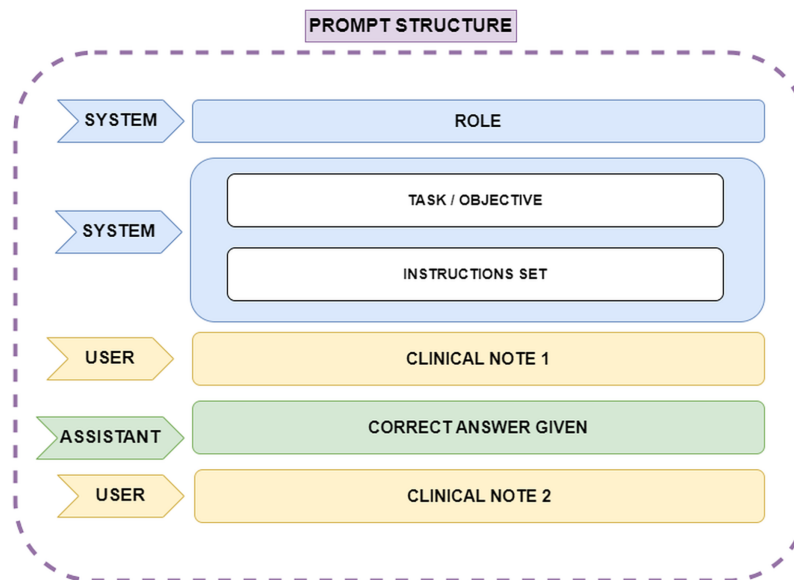 PROMPT STRUCTURE
SYSTEM
ROLE
SYSTEM
TASK / OBJECTIVE
INSTRUCTIONS SET
USER
CLINICAL NOTE 1
ASSISTANT
CORRECT ANSWER GIVEN
USER
CLINICAL NOTE 2